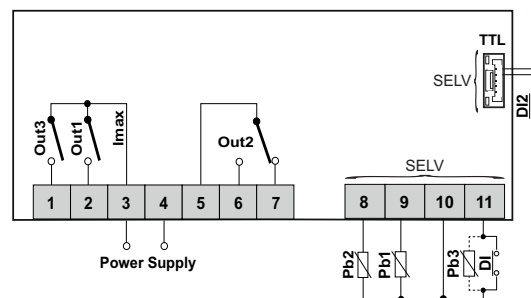 TTL
SELV
DI2
Out3
Out1
Imax
Out2
SELV
1 2 3 4 5 6 7 8 9 10 11
Power Supply
Pb2
Pb1
Pb3
DI